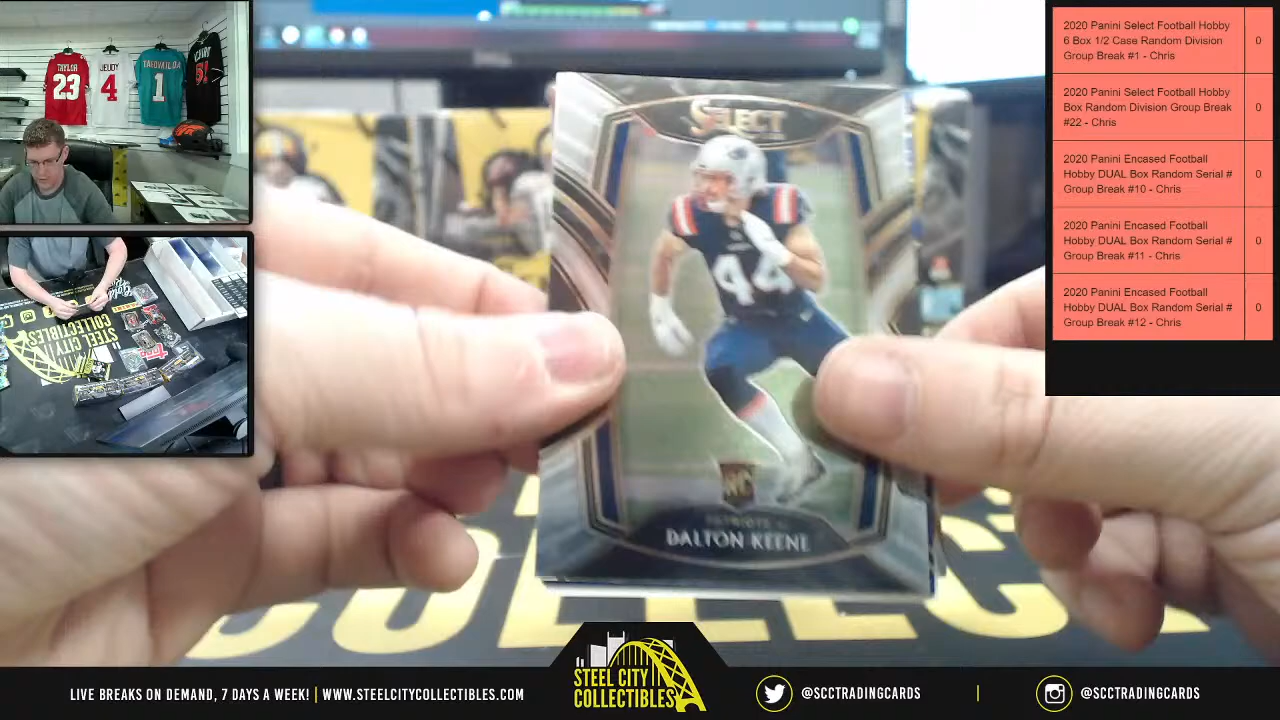 TAYLOR
23
JEUDY
4
TAGOVAILOA
1
2020 Panini Select Football Hobby
6 Box 1/2 Case Random Division
Group Break #1 - Chris
0
2020 Panini Select Football Hobby
Box Random Division Group Break
#22 - Chris
0
2020 Panini Encased Football
Hobby DUAL Box Random Serial #
Group Break #10 - Chris
0
2020 Panini Encased Football
Hobby DUAL Box Random Serial #
Group Break #11 - Chris
0
2020 Panini Encased Football
Hobby DUAL Box Random Serial #
Group Break #12 - Chris
0
SELECT
44
RC
PATRIOTS
DALTON KEENE
STEEL CITY
COLLECTIBLES
COLLECT
STEEL CITY
COLLECTIBLES
LIVE BREAKS ON DEMAND, 7 DAYS A WEEK! | WWW.STEELCITYCOLLECTIBLES.COM
@SCCTRADINGCARDS | @SCCTRADINGCARDS